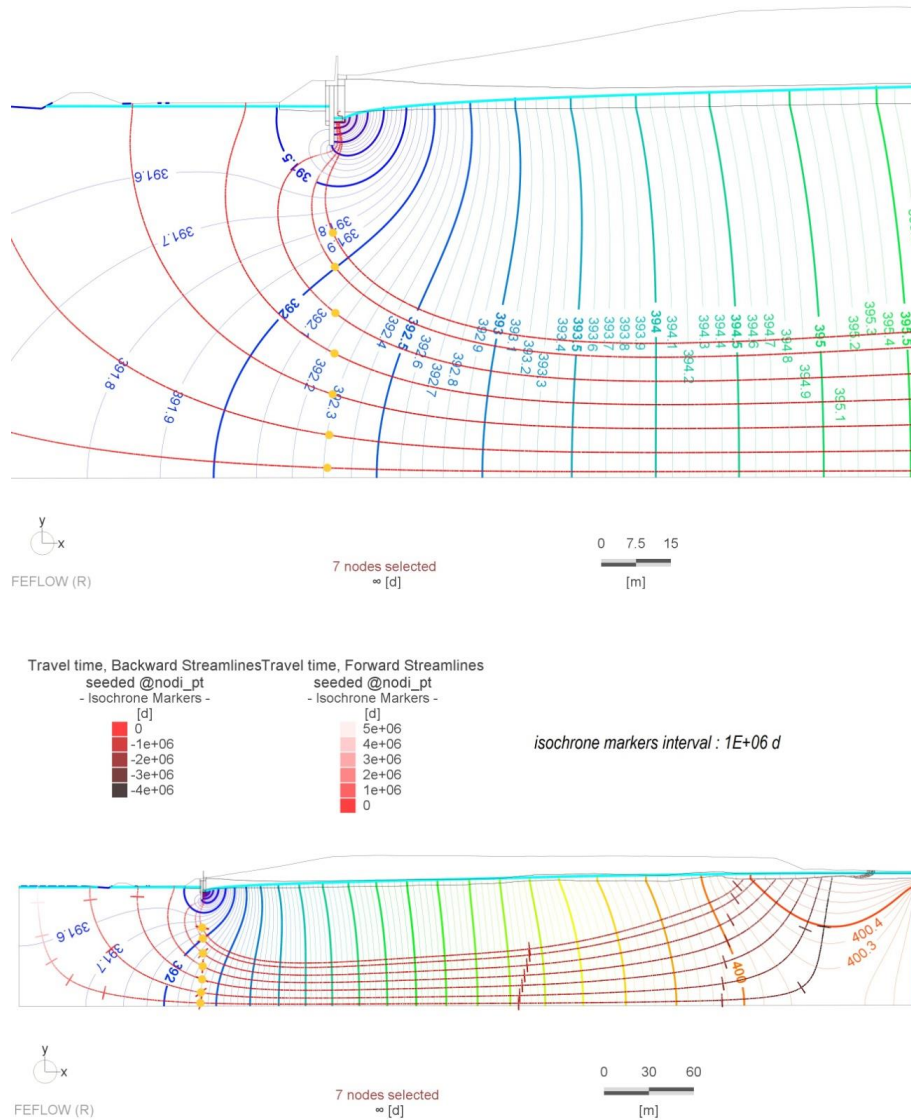 391.5
391.6
391.7
391.8
391.9
391.8
391.9
392
392.1
392.2
392.3
392.4
392.5
392.6
392.7
392.8
392.9
393
393.1
393.2
393.3
393.4
393.5
393.6
393.7
393.8
393.9
394
394.1
394.2
394.3
394.4
394.5
394.6
394.7
394.8
394.9
395
395.1
395.2
395.3
395.4
395.5
y
x
0 7.5 15
[m]
7 nodes selected
∞ [d]
FEFLOW (R)
Travel time, Backward Streamlines Travel time, Forward Streamlines
seeded @nodi_pt seeded @nodi_pt
- Isochrone Markers - - Isochrone Markers -
[d] [d]
0 5e+06
-1e+06 4e+06
-2e+06 3e+06
-3e+06 2e+06
-4e+06 1e+06
0
isochrone markers interval : 1E+06 d
391.6
391.7
392
400
400.4
400.3
y
x
0 30 60
[m]
7 nodes selected
∞ [d]
FEFLOW (R)